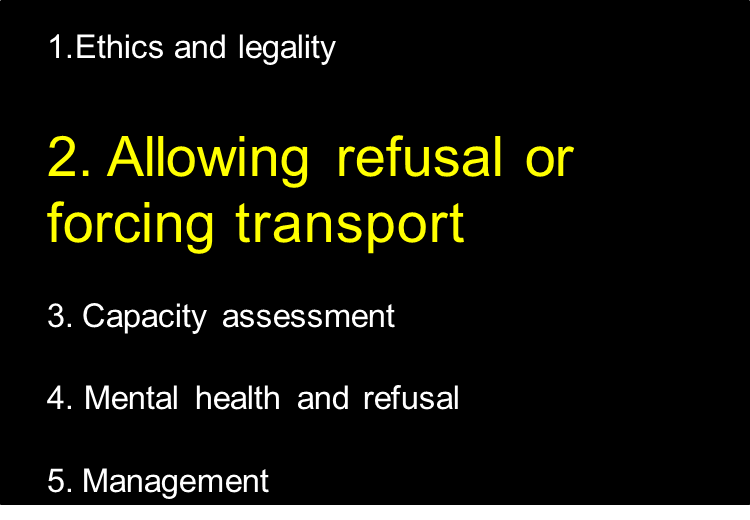 1.Ethics and legality
2. Allowing refusal or
forcing transport
3. Capacity assessment
4. Mental health and refusal
5. Management